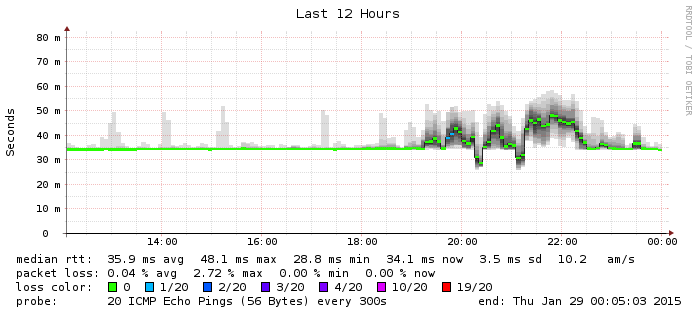 Last 12 Hours
RRDTOOL / TOBI OETIKER
Seconds
80 m
70 m
60 m
50 m
40 m
30 m
20 m
10 m
0
14:00 16:00 18:00 20:00 22:00 00:00
median rtt: 35.9 ms avg 48.1 ms max 28.8 ms min 34.1 ms now 3.5 ms sd 10.2 am/s
packet loss: 0.04 % avg 2.72 % max 0.00 % min 0.00 % now
loss color: 0 1/20 2/20 3/20 4/20 10/20 19/20
probe: 20 ICMP Echo Pings (56 Bytes) every 300s end: Thu Jan 29 00:05:03 2015